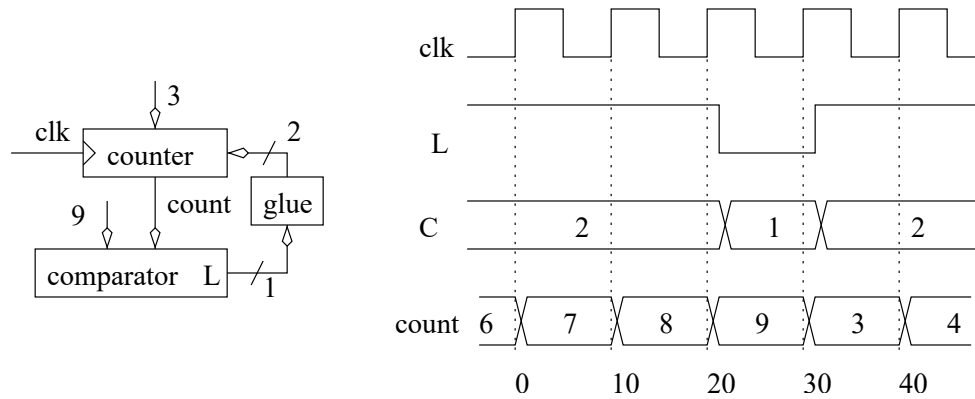 3
clk
2
counter
count
glue
9
comparator L
1
clk
L
C 2 1 2
count 6 7 8 9 3 4
0 10 20 30 40